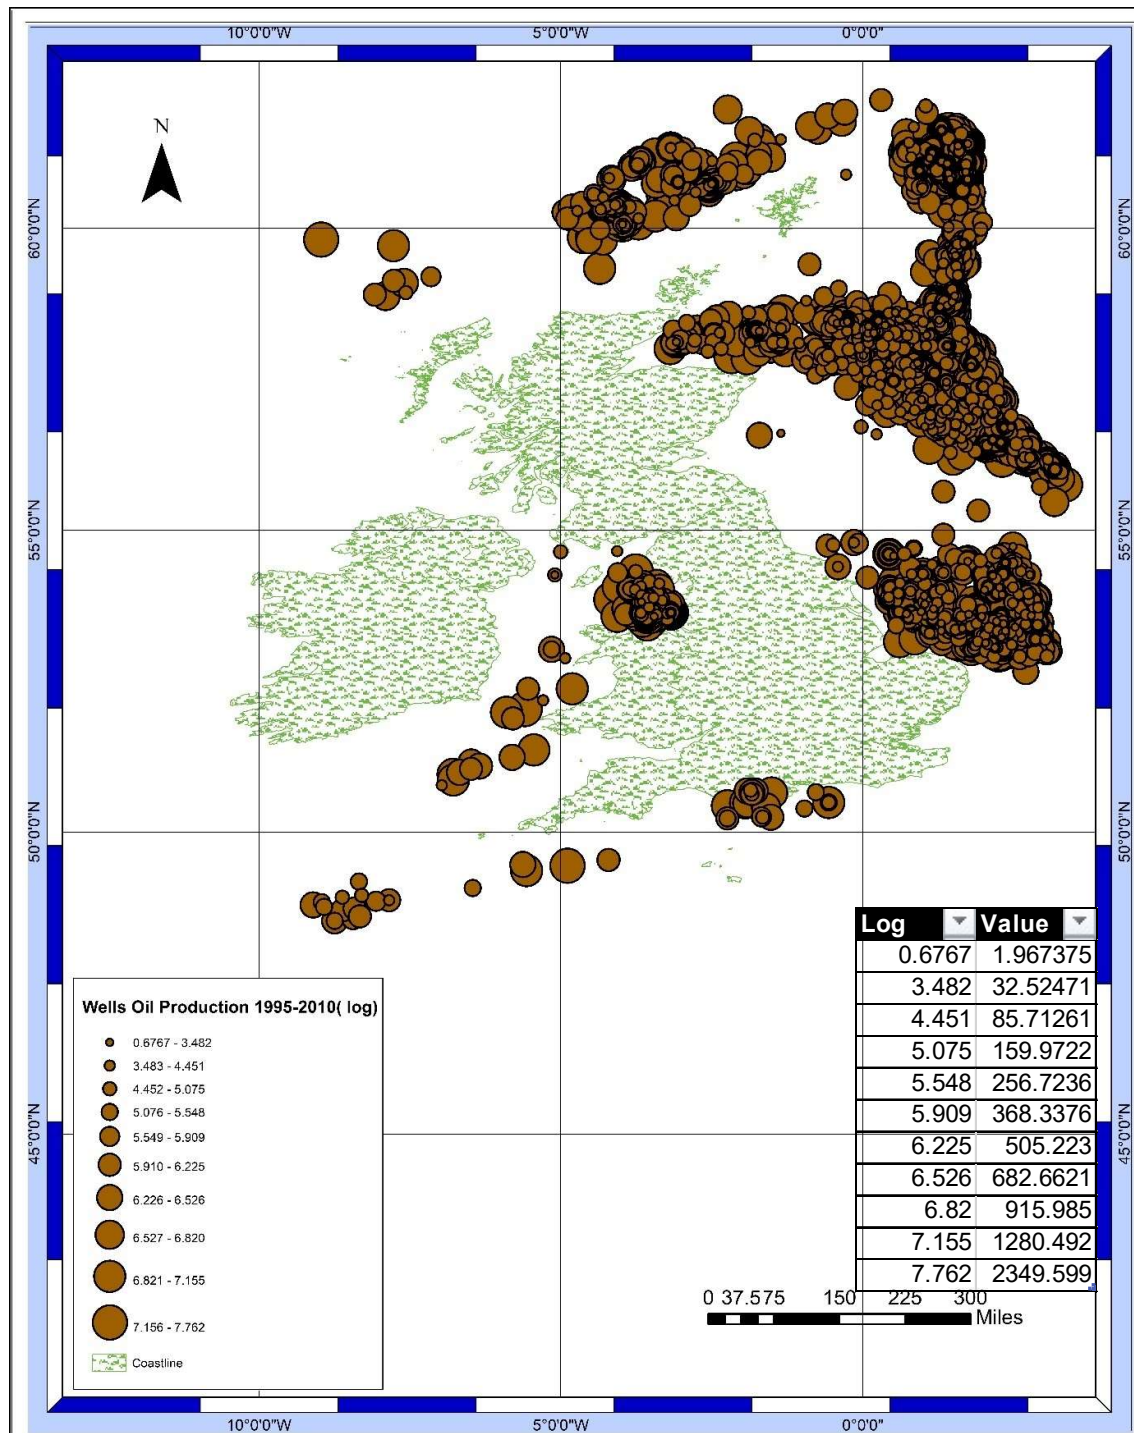 10°0'0"W 5°0'0"W 0°0'0"
N
60°0'0"N 60°0'0"N
55°0'0"N 55°0'0"N
50°0'0"N 50°0'0"N
45°0'0"N 45°0'0"N
Log Value
0.6767 1.967375
3.482 32.52471
4.451 85.71261
5.075 159.9722
5.548 256.7236
5.909 368.3376
6.225 505.223
6.526 682.6621
6.82 915.985
7.155 1280.492
7.762 2349.599
Wells Oil Production 1995-2010( log)
0.6767 - 3.482
3.483 - 4.451
4.452 - 5.075
5.076 - 5.548
5.549 - 5.909
5.910 - 6.225
6.226 - 6.526
6.527 - 6.820
6.821 - 7.155
7.156 - 7.762
Coastline
0 37.575 150 225 300
Miles
10°0'0"W 5°0'0"W 0°0'0"